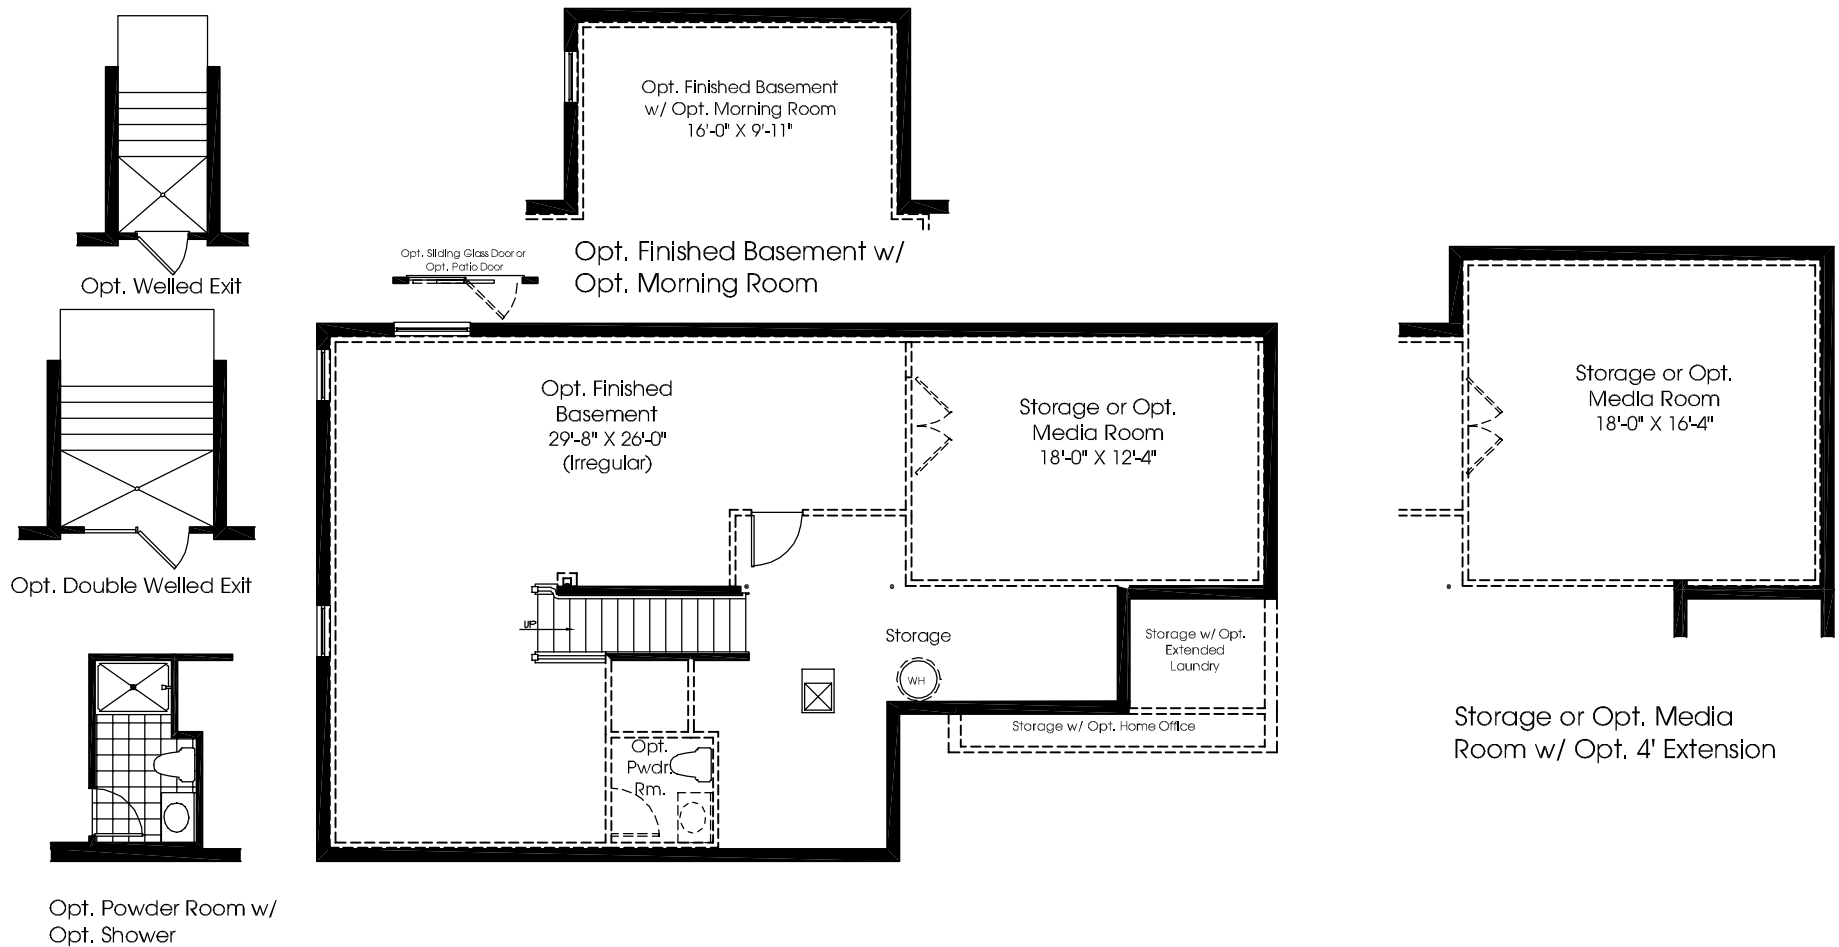 Opt. Finished Basement
w/ Opt. Morning Room
16'-0" X 9'-11"
Opt. Finished Basement w/
Opt. Morning Room
Opt. Sliding Glass Door or
Opt. Patio Door
Opt. Welled Exit
Opt. Double Welled Exit
Opt. Powder Room w/
Opt. Shower
Opt. Finished
Basement
29'-8" X 26'-0"
(Irregular)
Storage or Opt.
Media Room
18'-0" X 12'-4"
UP
Storage
WH
Storage w/ Opt.
Extended
Laundry
Storage w/ Opt. Home Office
Opt.
Pwdr.
Rm.
Storage or Opt.
Media Room
18'-0" X 16'-4"
Storage or Opt. Media
Room w/ Opt. 4' Extension